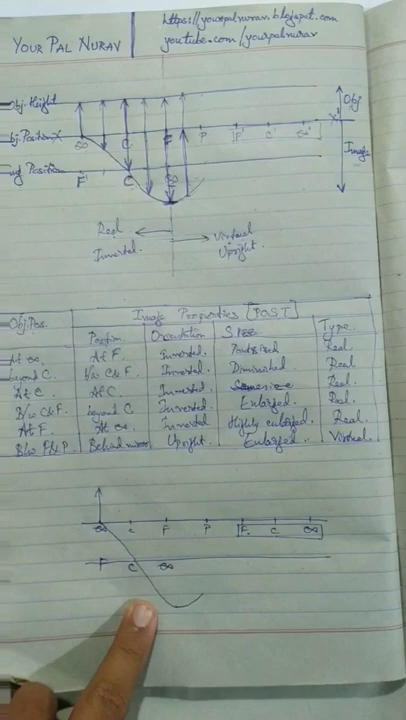 YOUR PAL NURAV
https://yourpalnurav.blogspot.com
youtube.com/yourpalnurav
Obj. Height
Obj
Obj. Position X
∞ C F P F' C' ∞' X'
Image
Img Position
F' C ∞
Real
Inverted.
Virtual
Upright.
Image Properties [POST]
Obj. Pos. Position Orientation Size Type
At ∞ At F. Inverted. Pointsized Real
beyond C. b/w C & F. Inverted. Diminished Real
At C At C. Inverted. Same size Real.
B/w C & F. beyond C. Inverted. Enlarged. Real.
At F. At ∞. Inverted Highly enlarged. Real.
B/w F & P. Behind mirror Upright. Enlarged.. Virtual.
∞ C F P F. C ∞
F C ∞